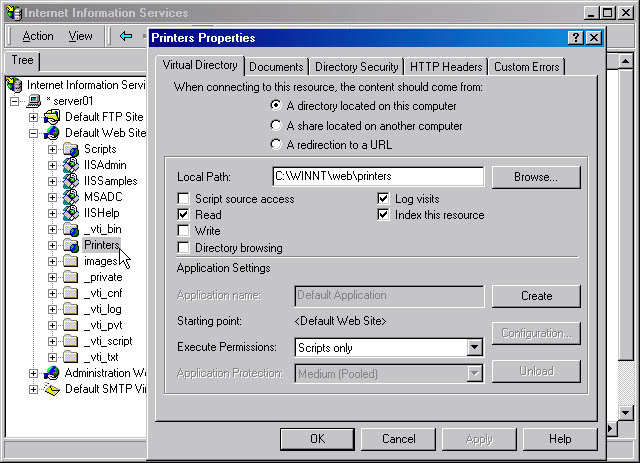 Internet Information Services
Action View
Tree
Internet Information Servi
* server01
Default FTP Site
Default Web Site
Scripts
IISAdmin
IISSamples
MSADC
IISHelp
_vti_bin
Printers
images
_private
_vti_cnf
_vti_log
_vti_pvt
_vti_script
_vti_txt
Administration We
Default SMTP Vir
Printers Properties
Virtual Directory Documents Directory Security HTTP Headers Custom Errors
When connecting to this resource, the content should come from:
A directory located on this computer
A share located on another computer
A redirection to a URL
Local Path: C:\WINNT\web\printers Browse...
Script source access Log visits
Read Index this resource
Write
Directory browsing
Application Settings
Application name: Default Application Create
Starting point: <Default Web Site>
Configuration...
Execute Permissions: Scripts only
Application Protection: Medium (Pooled) Unload
OK Cancel Apply Help